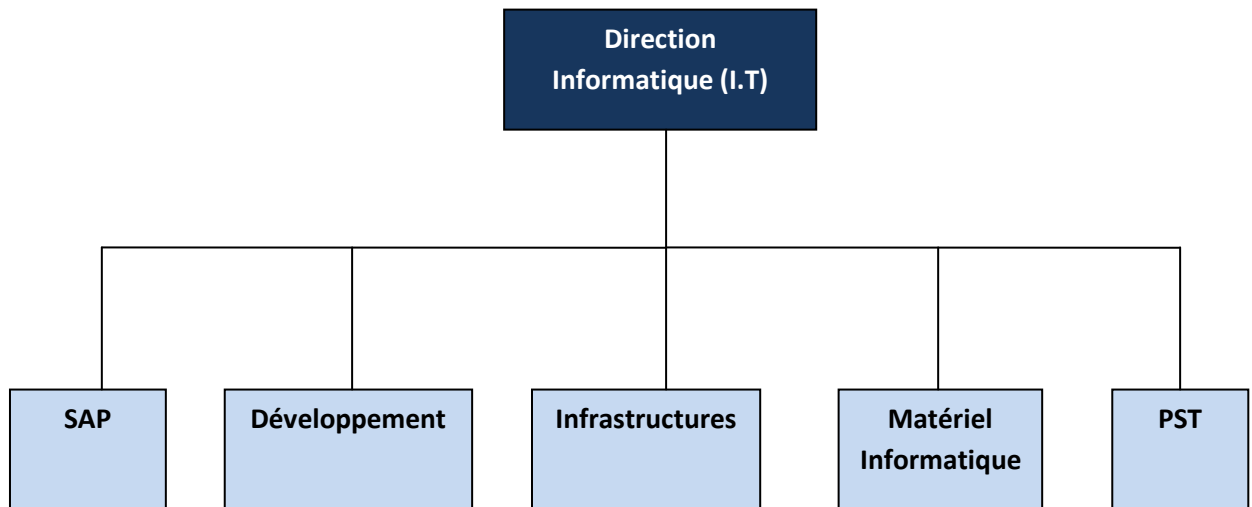 Direction
Informatique (I.T)
SAP
Développement
Infrastructures
Matériel
Informatique
PST